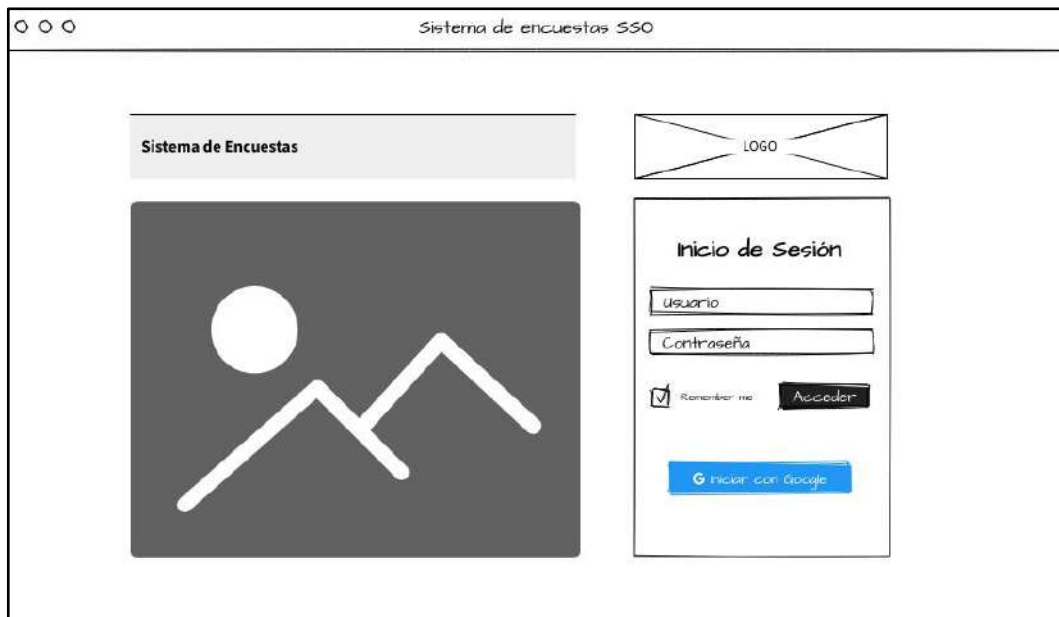 Sistema de encuestas SSO
Sistema de Encuestas
LOGO
Inicio de Sesión
Usuario
Contraseña
Remember me
Acceder
G Iniciar con Google